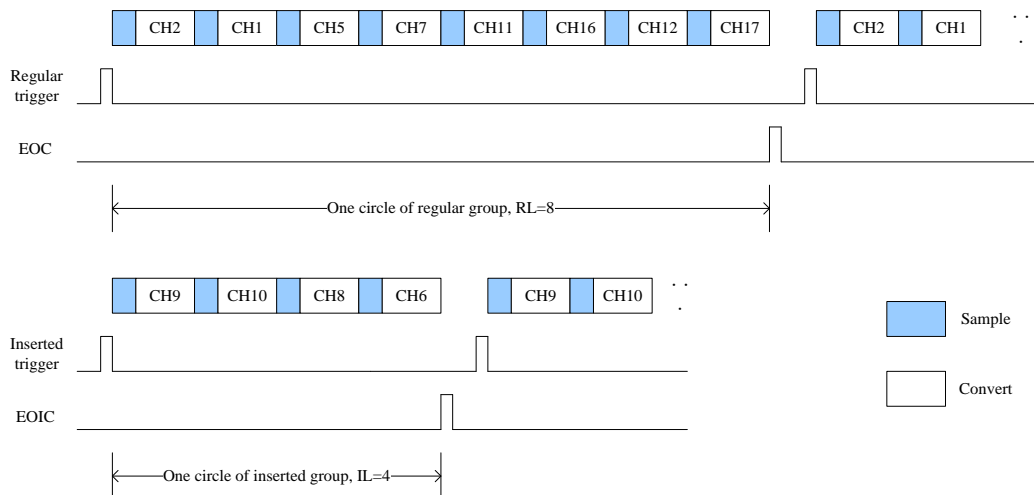 CH2 CH1 CH5 CH7 CH11 CH16 CH12 CH17 CH2 CH1 . . .
Regular
trigger
EOC
One circle of regular group, RL=8
CH9 CH10 CH8 CH6 CH9 CH10 . . .
Sample
Inserted
trigger
Convert
EOIC
One circle of inserted group, IL=4